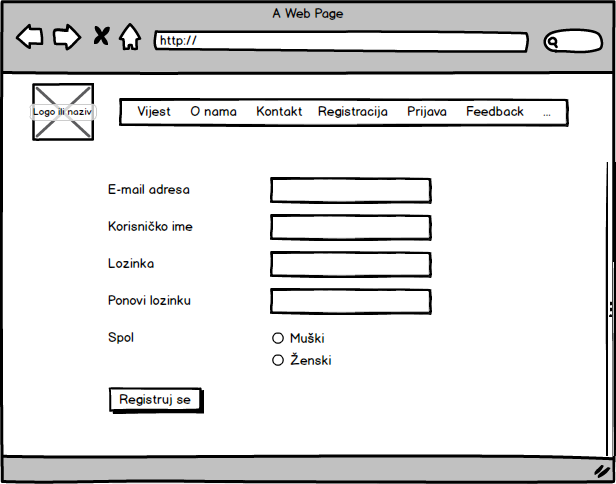 A Web Page
http://
Logo ili naziv
Vijest O nama Kontakt Registracija Prijava Feedback ...
E-mail adresa
Korisničko ime
Lozinka
Ponovi lozinku
Spol
Muški
Ženski
Registruj se